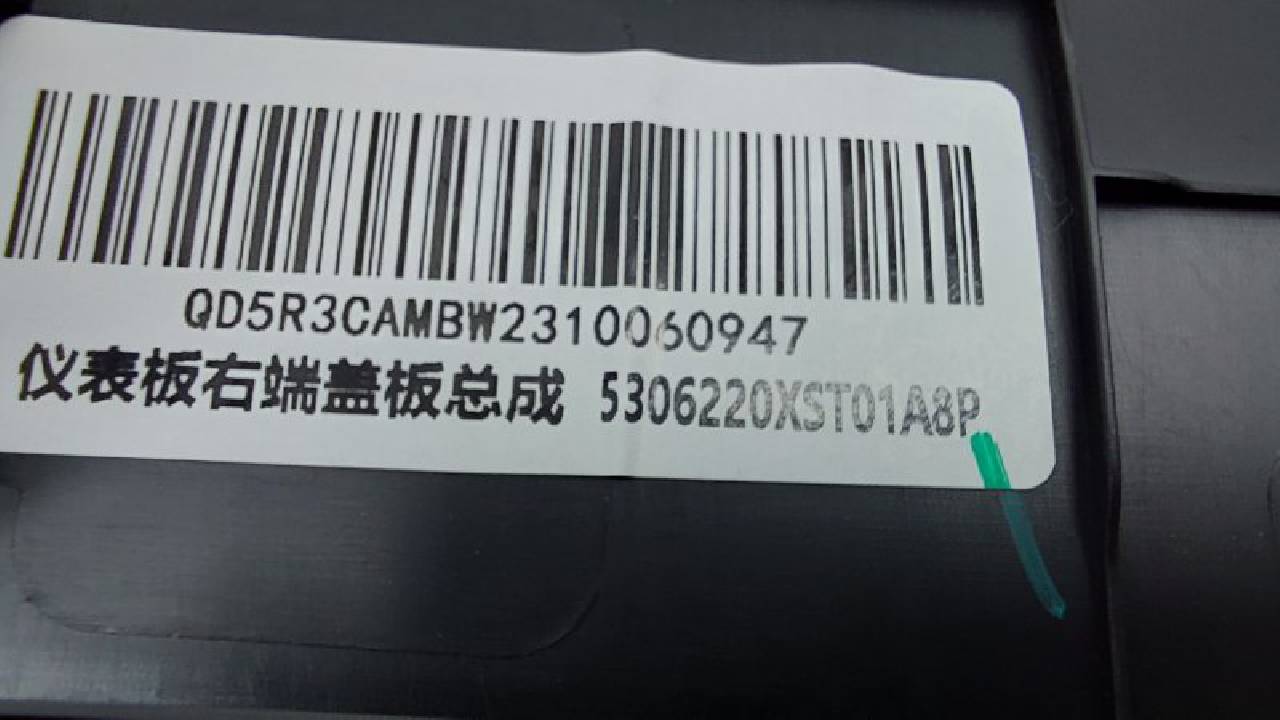 QD5R3CAMBW2310060947
仪表板右端盖板总成 5306220XST01A8P